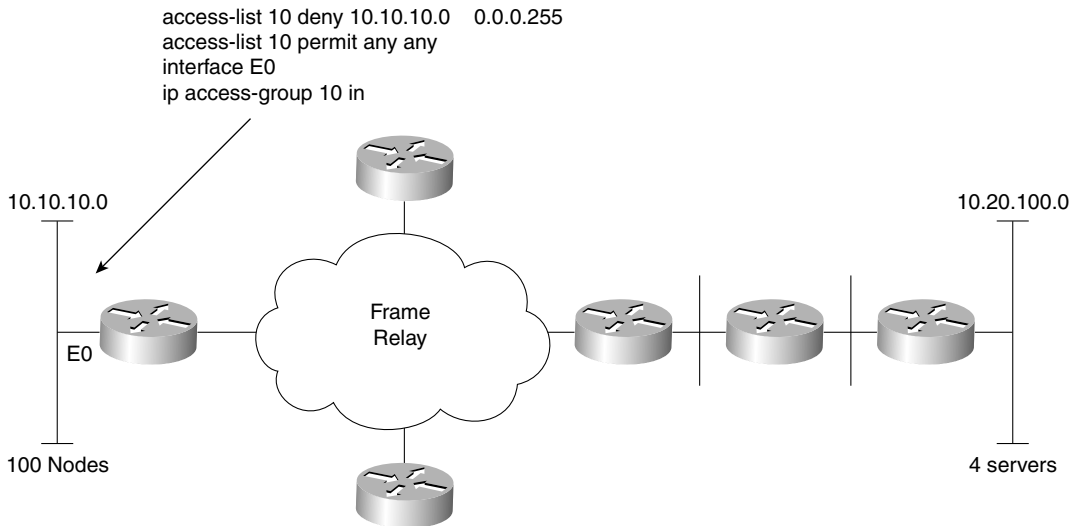 access-list 10 deny 10.10.10.0 0.0.0.255
access-list 10 permit any any
interface E0
ip access-group 10 in
10.10.10.0
10.20.100.0
Frame
Relay
E0
100 Nodes
4 servers